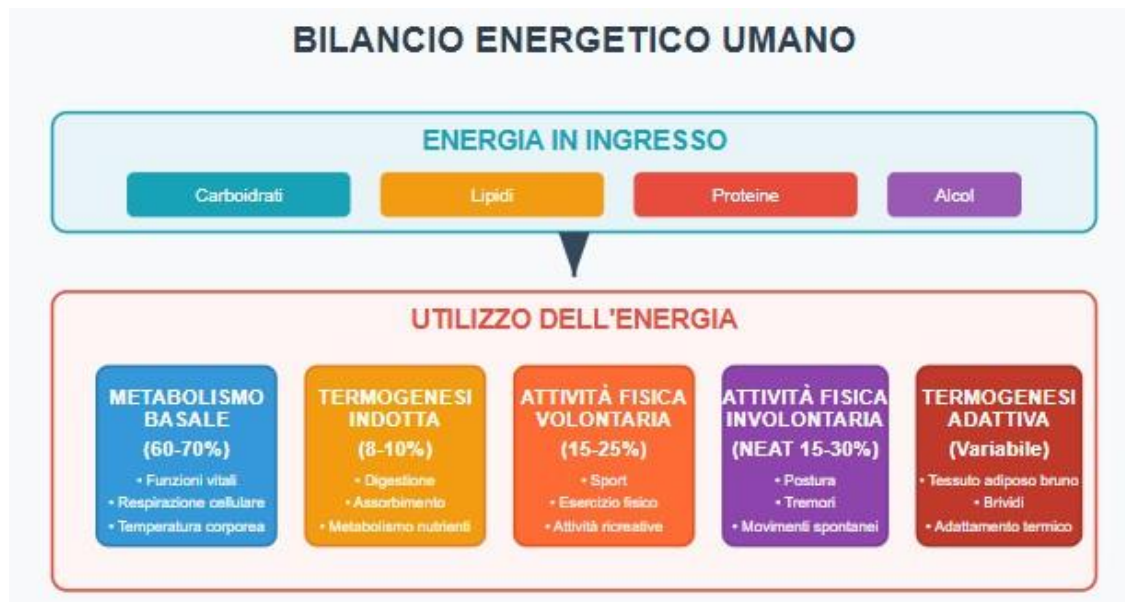 BILANCIO ENERGETICO UMANO
ENERGIA IN INGRESSO
Carboidrati
Lipidi
Proteine
Alcol
UTILIZZO DELL'ENERGIA
METABOLISMO
BASALE
(60-70%)
• Funzioni vitali
• Respirazione cellulare
• Temperatura corporea
TERMOGENESI
INDOTTA
(8-10%)
• Digestione
• Assorbimento
• Metabolismo nutrienti
ATTIVITÀ FISICA
VOLONTARIA
(15-25%)
• Sport
• Esercizio fisico
• Attività ricreative
ATTIVITÀ FISICA
INVOLONTARIA
(NEAT 15-30%)
• Postura
• Tremori
• Movimenti spontanei
TERMOGENESI
ADATTIVA
(Variabile)
• Tessuto adiposo bruno
• Brividi
• Adattamento termico